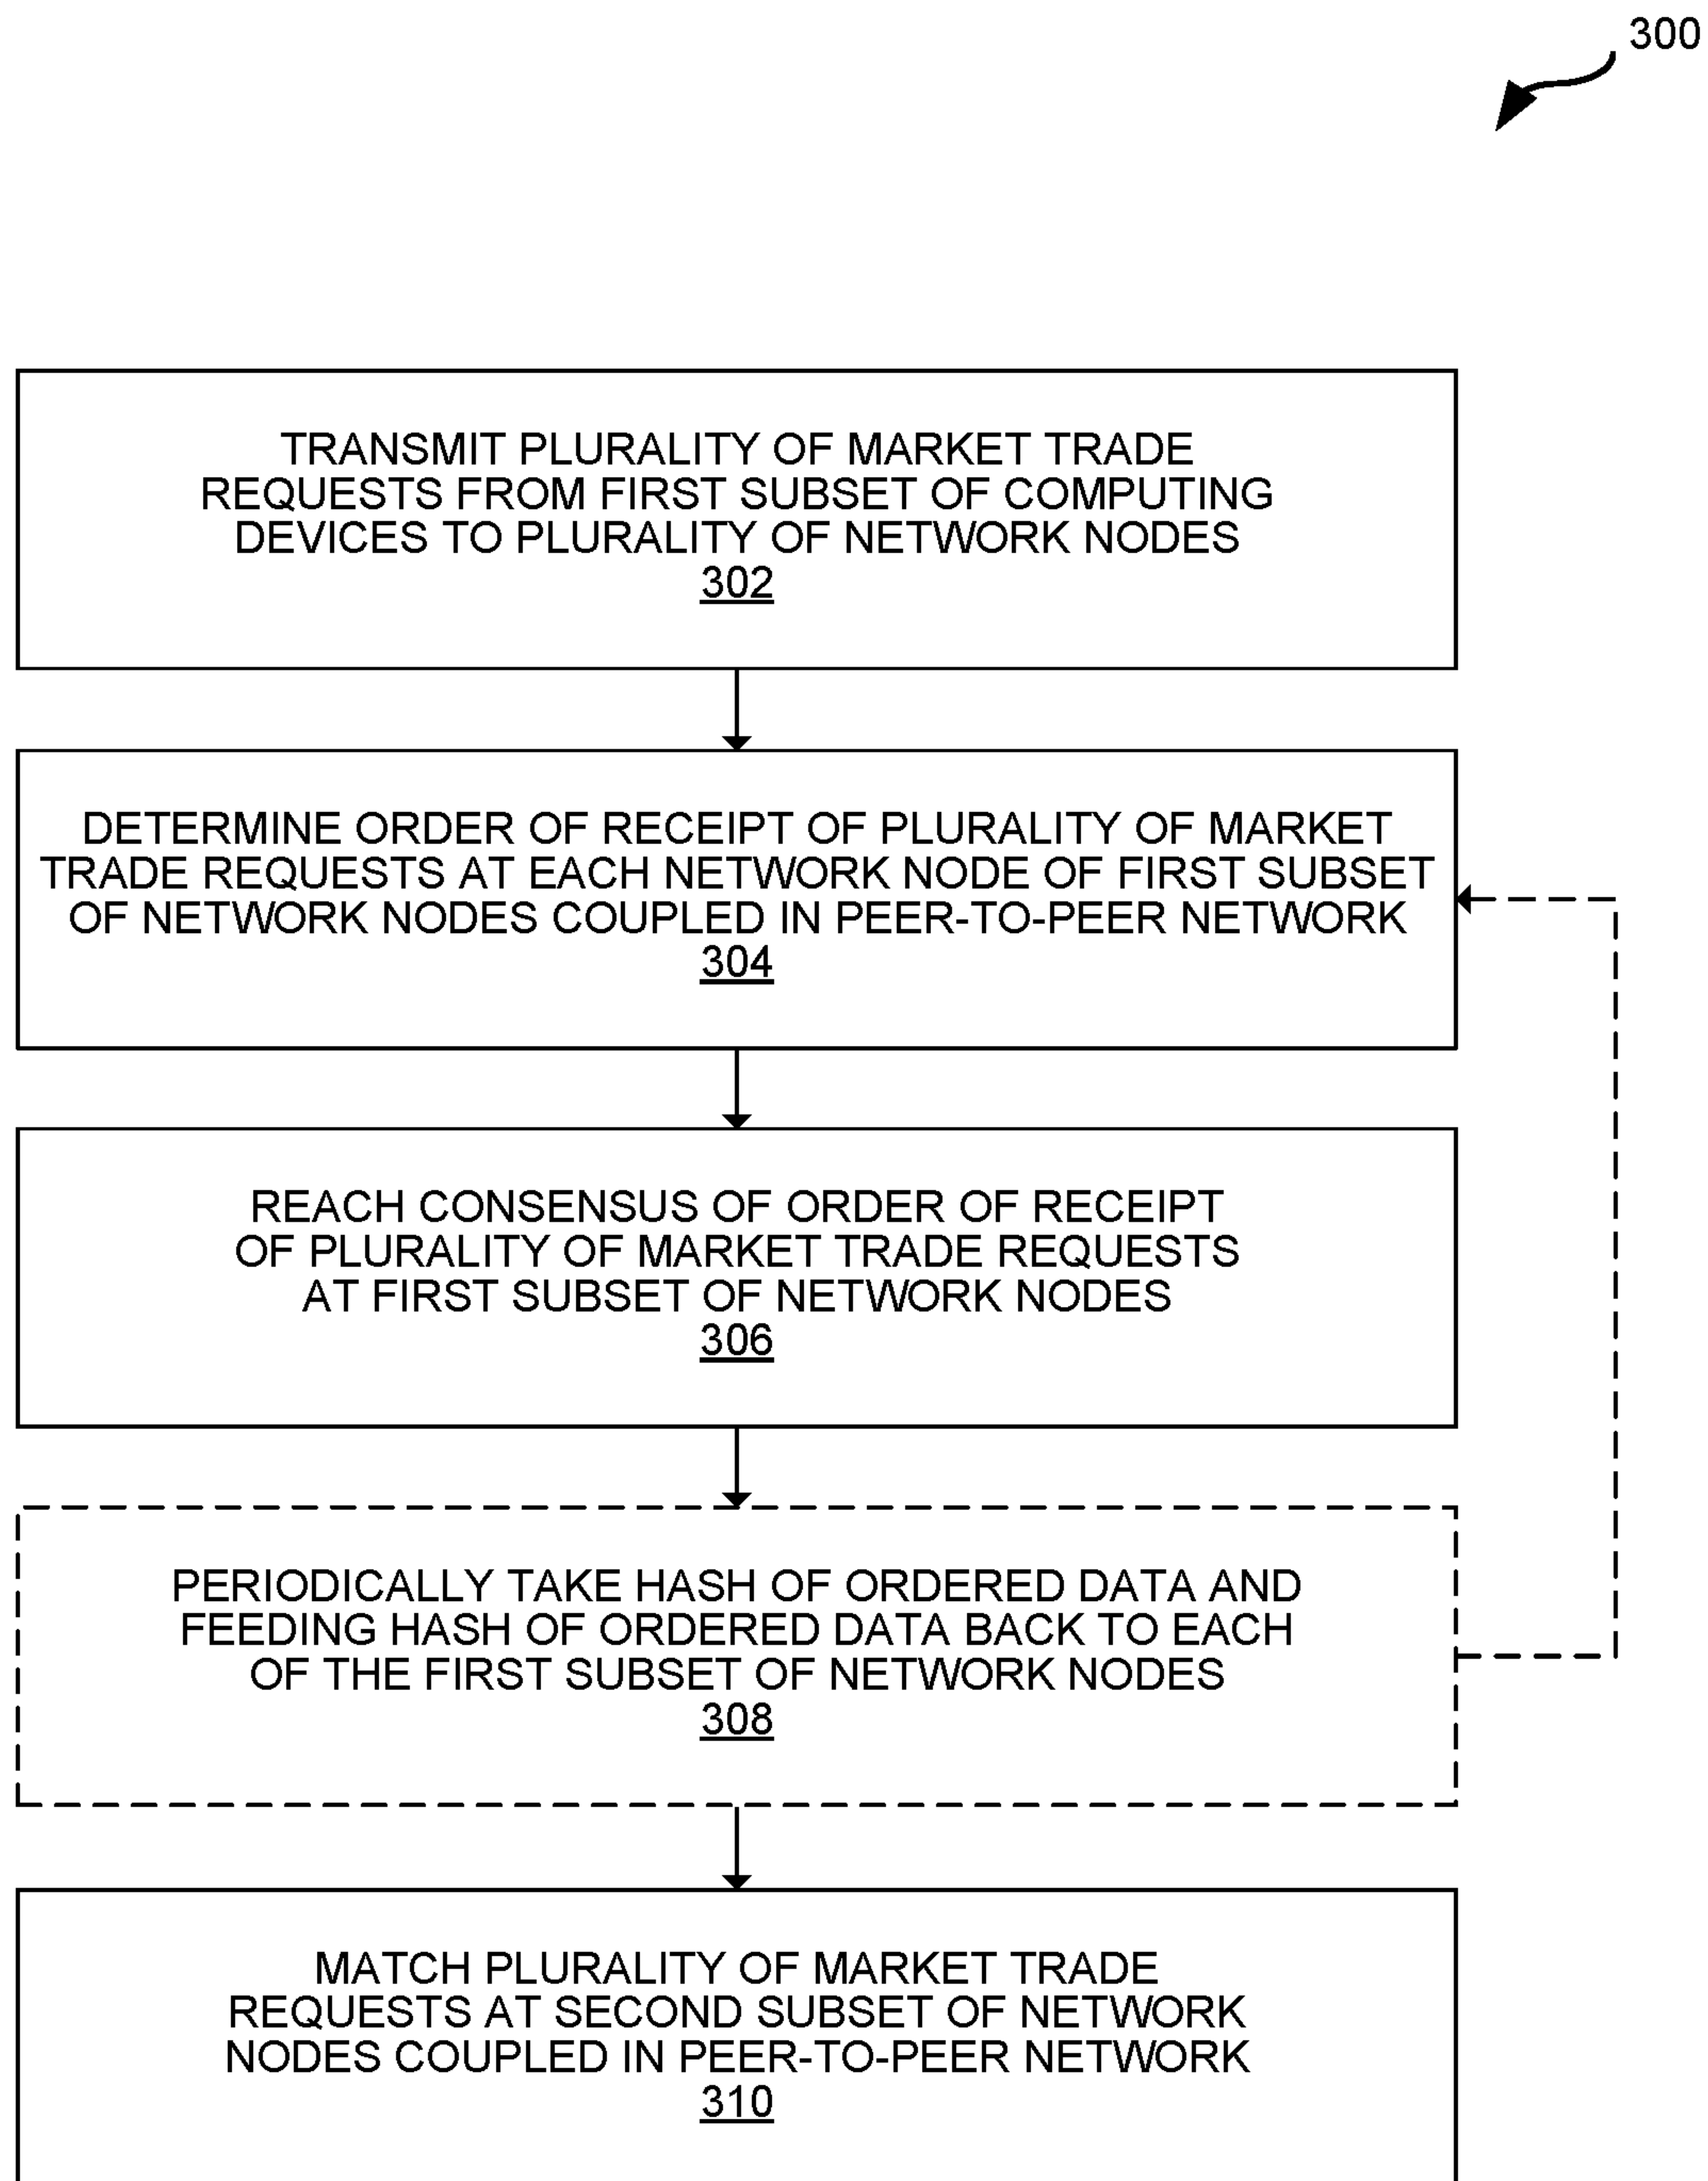 300
TRANSMIT PLURALITY OF MARKET TRADE
REQUESTS FROM FIRST SUBSET OF COMPUTING
DEVICES TO PLURALITY OF NETWORK NODES
302
DETERMINE ORDER OF RECEIPT OF PLURALITY OF MARKET
TRADE REQUESTS AT EACH NETWORK NODE OF FIRST SUBSET
OF NETWORK NODES COUPLED IN PEER-TO-PEER NETWORK
304
REACH CONSENSUS OF ORDER OF RECEIPT
OF PLURALITY OF MARKET TRADE REQUESTS
AT FIRST SUBSET OF NETWORK NODES
306
PERIODICALLY TAKE HASH OF ORDERED DATA AND
FEEDING HASH OF ORDERED DATA BACK TO EACH
OF THE FIRST SUBSET OF NETWORK NODES
308
MATCH PLURALITY OF MARKET TRADE
REQUESTS AT SECOND SUBSET OF NETWORK
NODES COUPLED IN PEER-TO-PEER NETWORK
310